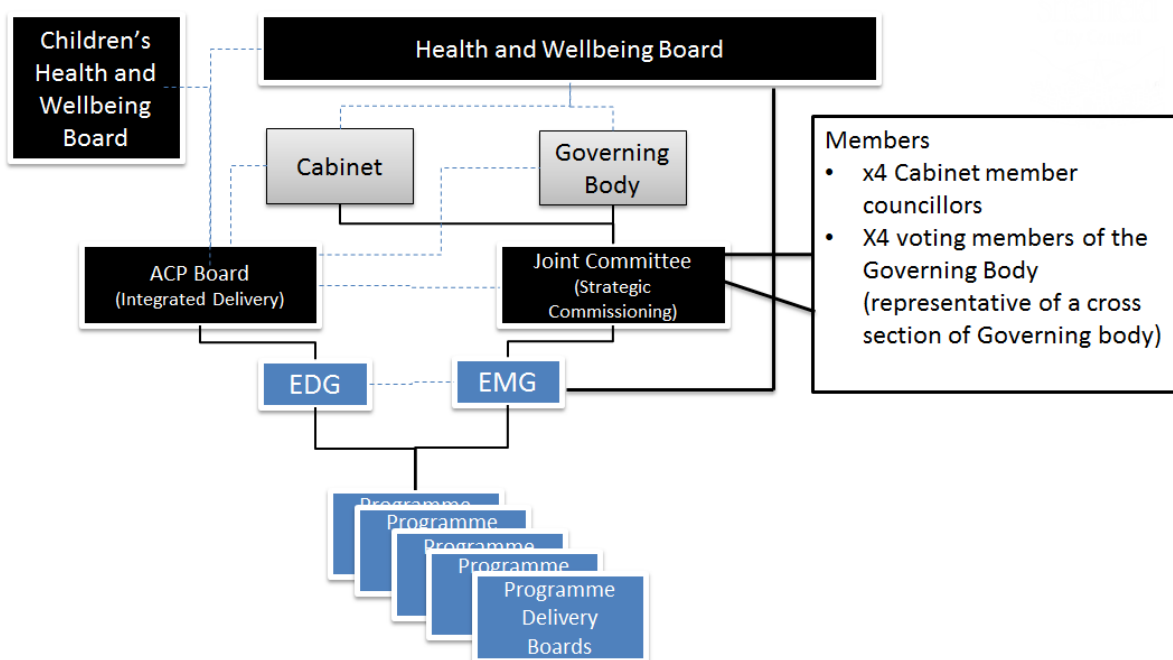 Children's
Health and
Wellbeing
Board
Health and Wellbeing Board
Cabinet
Governing
Body
Members
• x4 Cabinet member
councillors
• X4 voting members of the
Governing Body
(representative of a cross
section of Governing body)
ACP Board
(Integrated Delivery)
Joint Committee
(Strategic
Commissioning)
EDG
EMG
Programme
Programme
Programme
Programme
Programme
Delivery
Boards